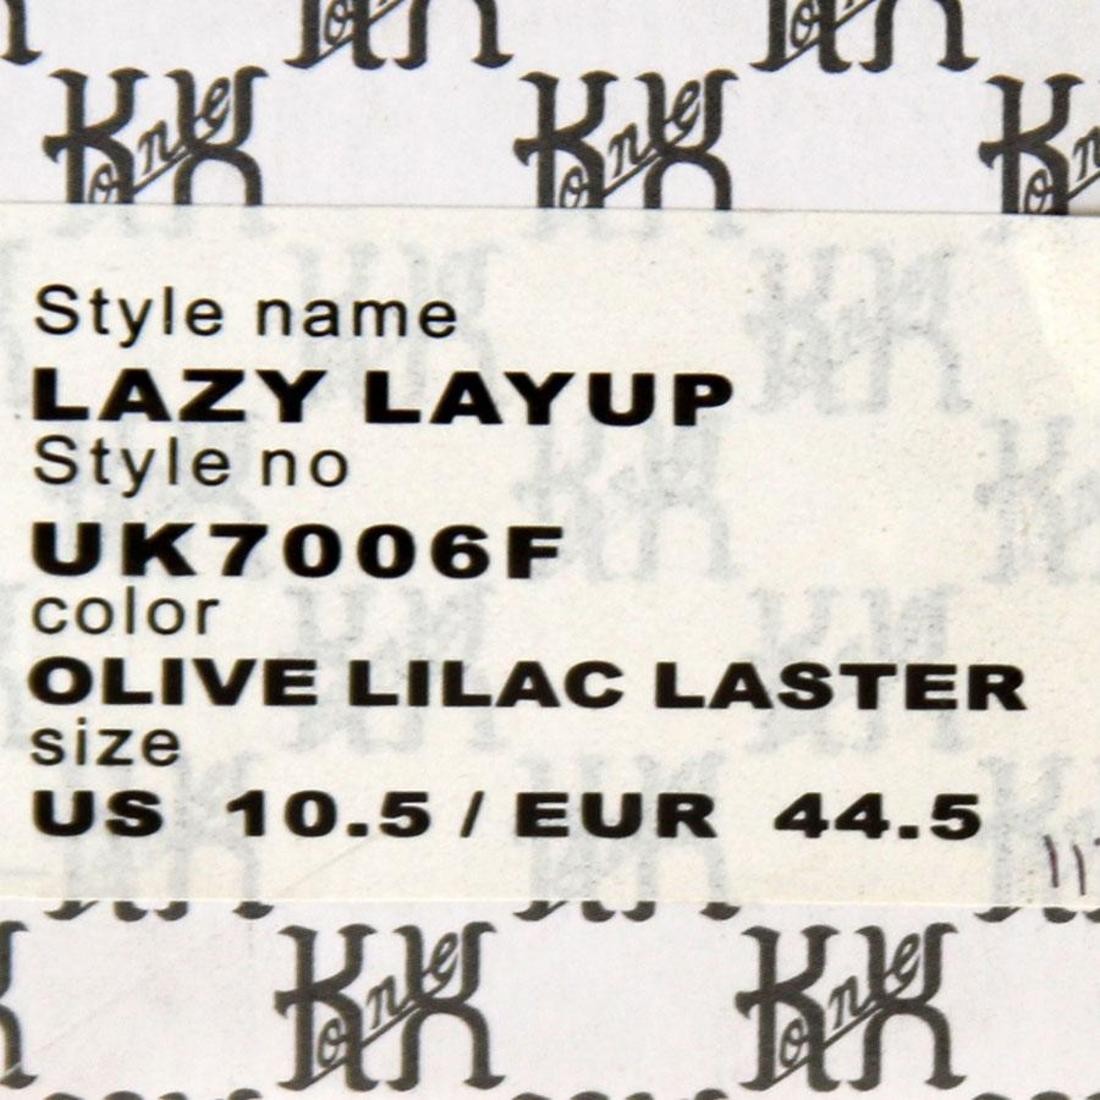 Style name
LAZY LAYUP
Style no
UK7006F
color
OLIVE LILAC LASTER
size
US 10.5 / EUR 44.5